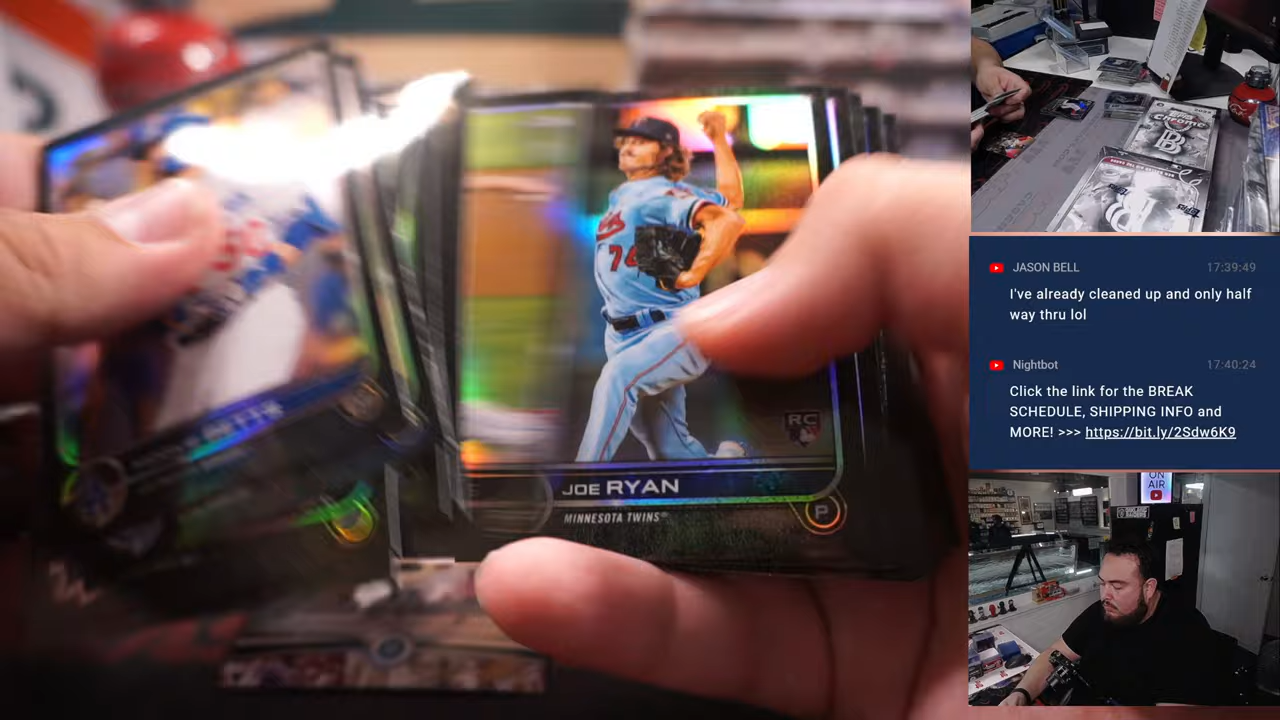 74
RC
JOE RYAN
MINNESOTA TWINS
P
JASON BELL 17:39:49
I've already cleaned up and only half
way thru lol
Nightbot 17:40:24
Click the link for the BREAK
SCHEDULE, SHIPPING INFO and
MORE! >>> https://bit.ly/2Sdw6K9
chrome
ON
AIR